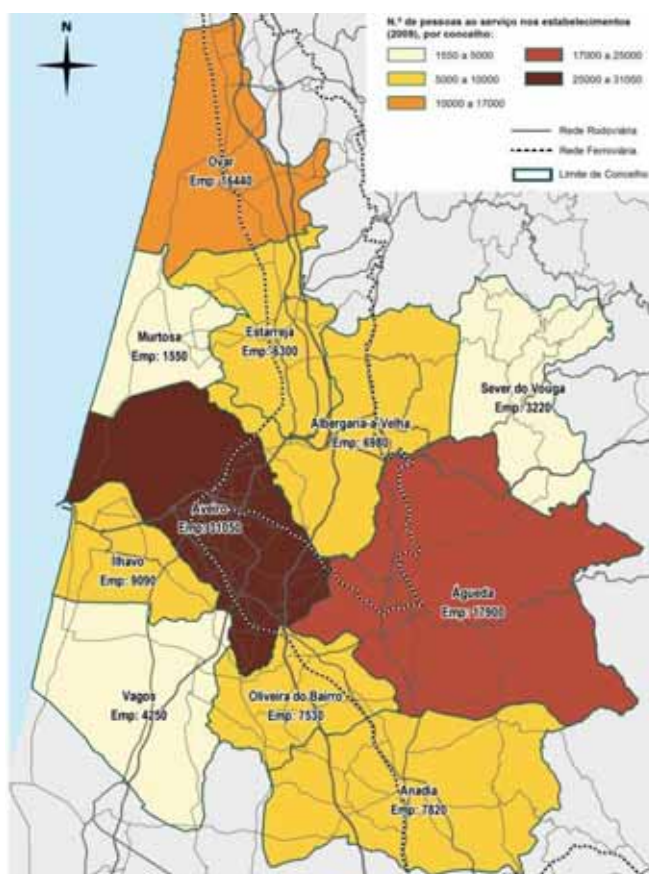 N
N.º de pessoas ao serviço nos estabelecimentos
(2009), por concelho:
1550 a 5000
17000 a 25000
5000 a 10000
25000 a 31050
10000 a 17000
Rede Rodoviária
Rede Ferroviária
Limite de Concelho
Ovar
Emp: 16440
Murtosa
Emp: 1550
Estarreja
Emp: 6300
Sever do Vouga
Emp: 3220
Albergaria-a-Velha
Emp: 6980
Aveiro
Emp: 31050
Ílhavo
Emp: 9090
Águeda
Emp: 17900
Vagos
Emp: 4250
Oliveira do Bairro
Emp: 7530
Anadia
Emp: 7820